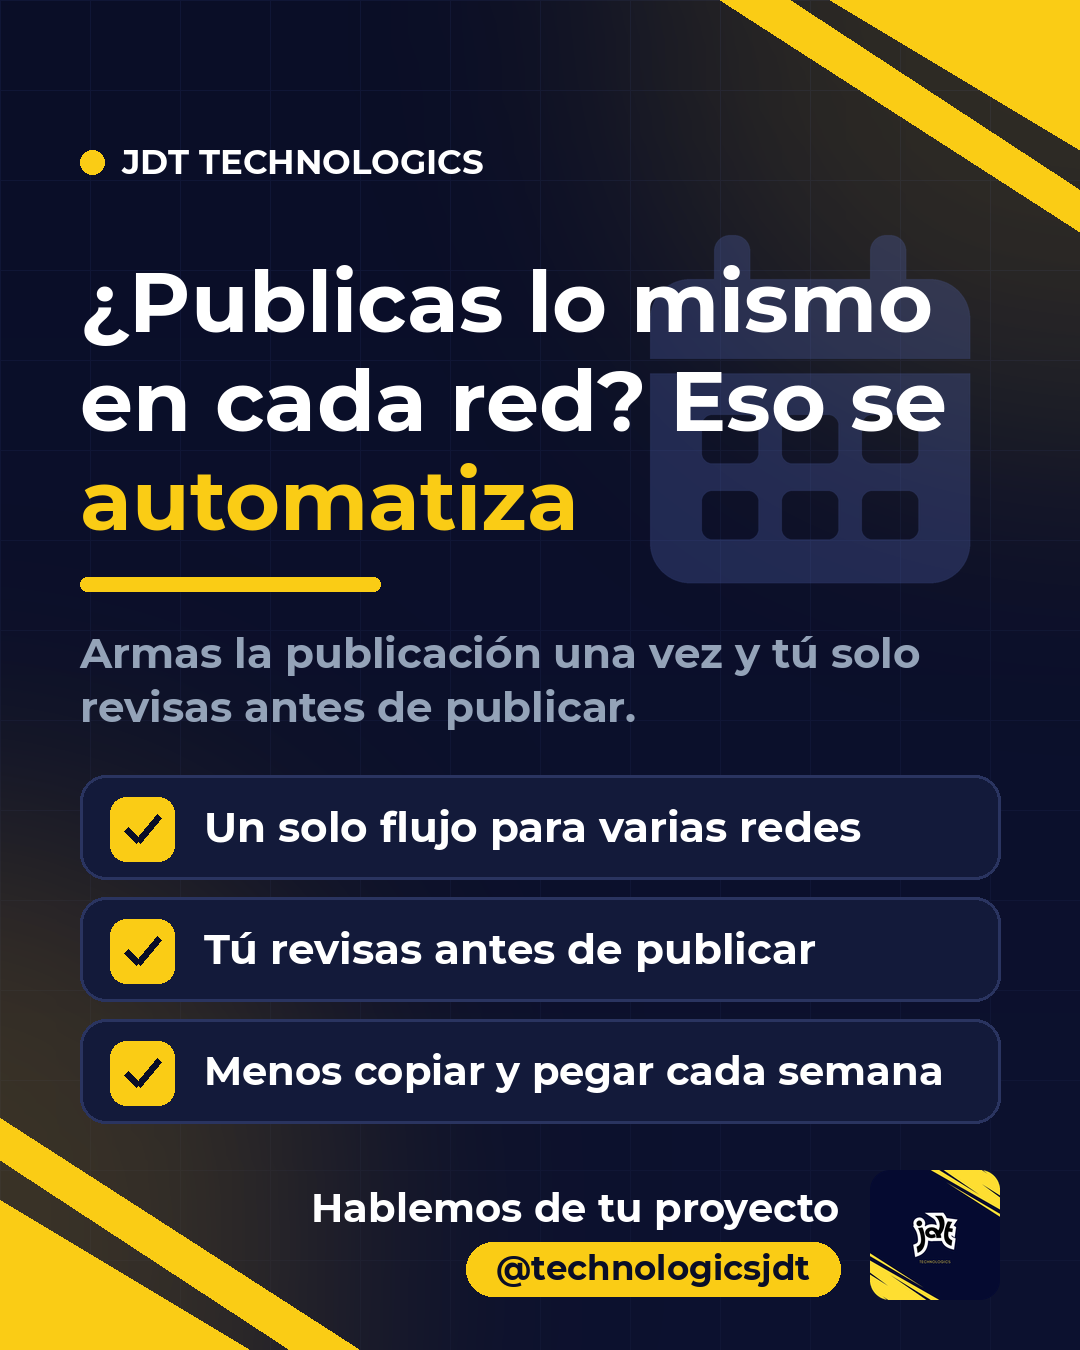 JDT TECHNOLOGICS
¿Publicas lo mismo
en cada red? Eso se
automatiza
Armas la publicación una vez y tú solo
revisas antes de publicar.
Un solo flujo para varias redes
Tú revisas antes de publicar
Menos copiar y pegar cada semana
Hablemos de tu proyecto
@technologicsjdt
jdt
TECHNOLOGICS